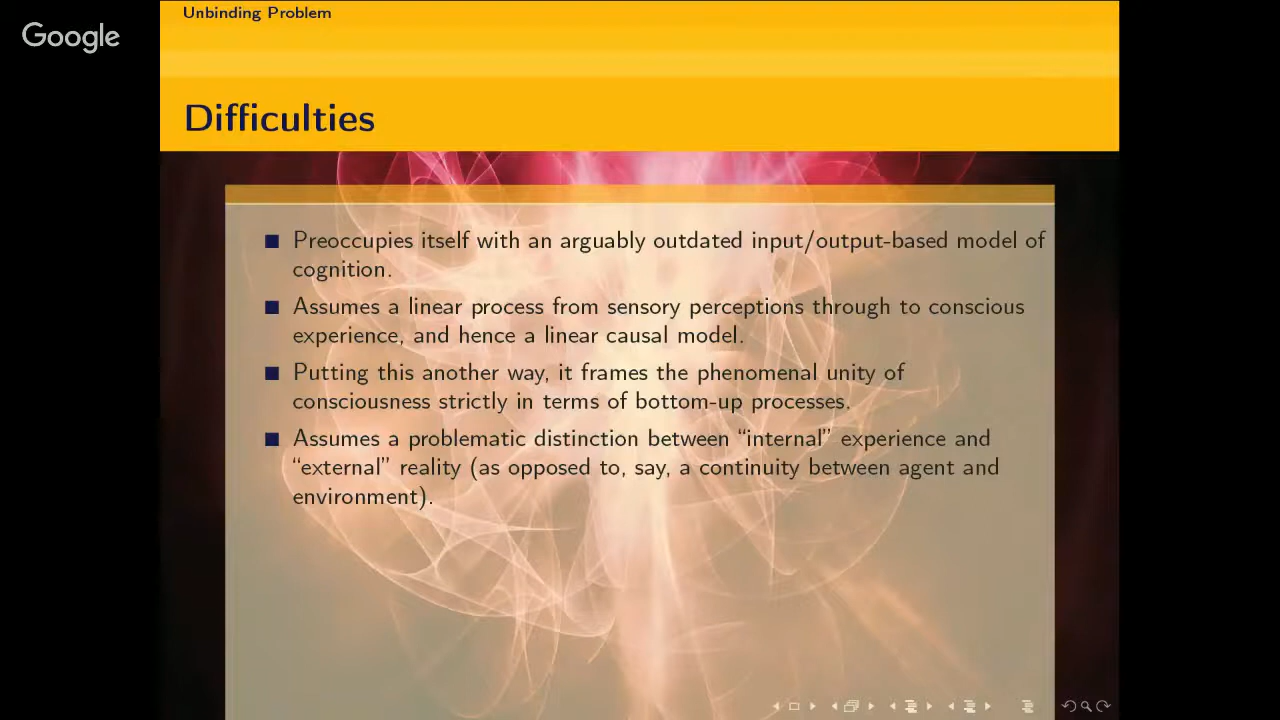 Unbinding Problem
Google
Difficulties
Preoccupies itself with an arguably outdated input/output-based model of
cognition.
Assumes a linear process from sensory perceptions through to conscious
experience, and hence a linear causal model.
Putting this another way, it frames the phenomenal unity of
consciousness strictly in terms of bottom-up processes.
Assumes a problematic distinction between “internal” experience and
“external” reality (as opposed to, say, a continuity between agent and
environment).